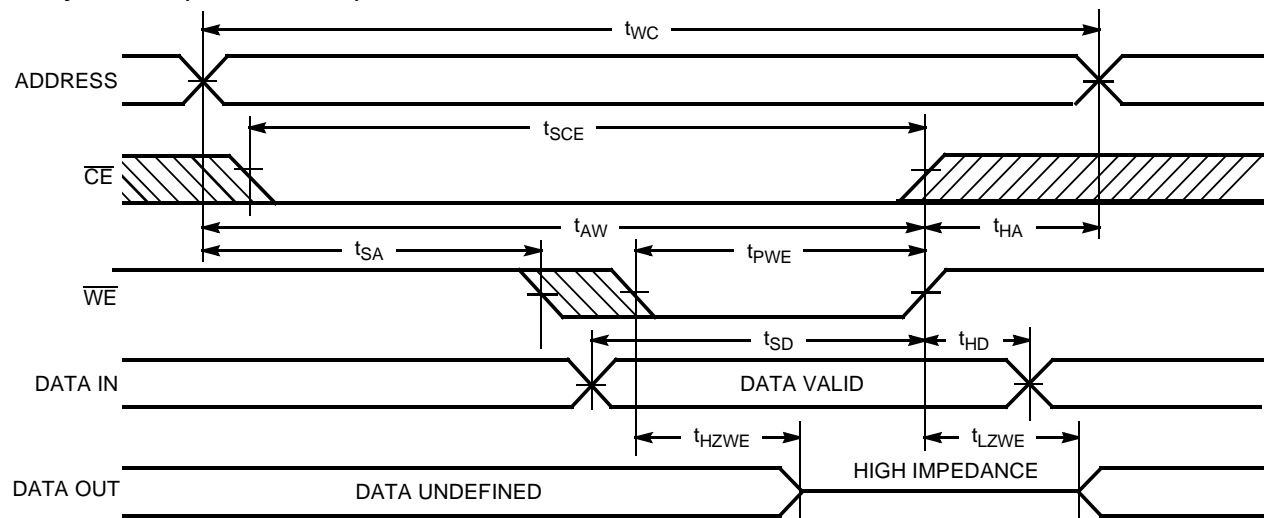 tWC
ADDRESS
tSCE
CE
tAW
tHA
tSA
tPWE
WE
tSD
tHD
DATA IN
DATA VALID
tHZWE
tLZWE
HIGH IMPEDANCE
DATA OUT
DATA UNDEFINED